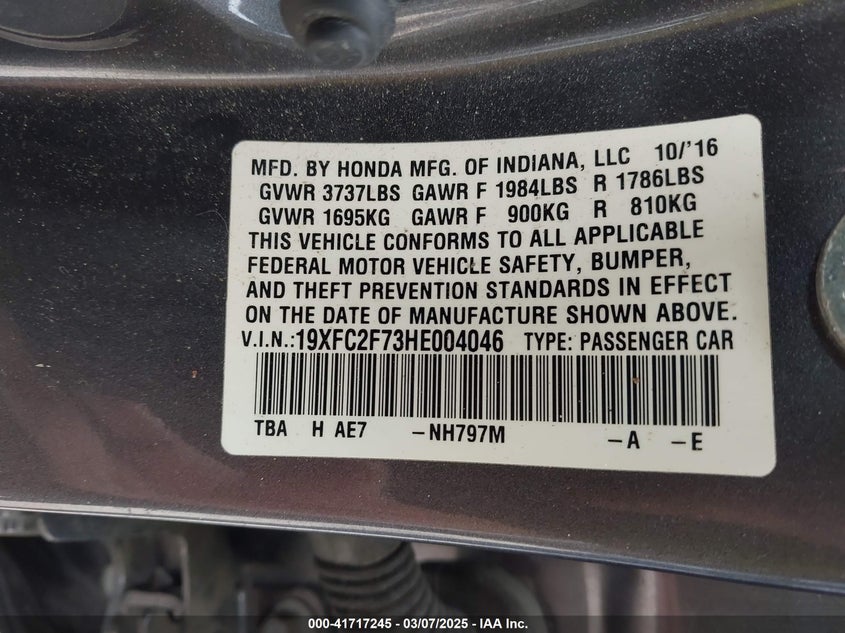 MFD. BY HONDA MFG. OF INDIANA, LLC 10/'16
GVWR 3737LBS GAWR F 1984LBS R 1786LBS
GVWR 1695KG GAWR F 900KG R 810KG
THIS VEHICLE CONFORMS TO ALL APPLICABLE
FEDERAL MOTOR VEHICLE SAFETY, BUMPER,
AND THEFT PREVENTION STANDARDS IN EFFECT
ON THE DATE OF MANUFACTURE SHOWN ABOVE.
V.I.N.:19XFC2F73HE004046 TYPE: PASSENGER CAR
TBA H AE7 -NH797M -A -E
000-41717245 - 03/07/2025 - IAA Inc.